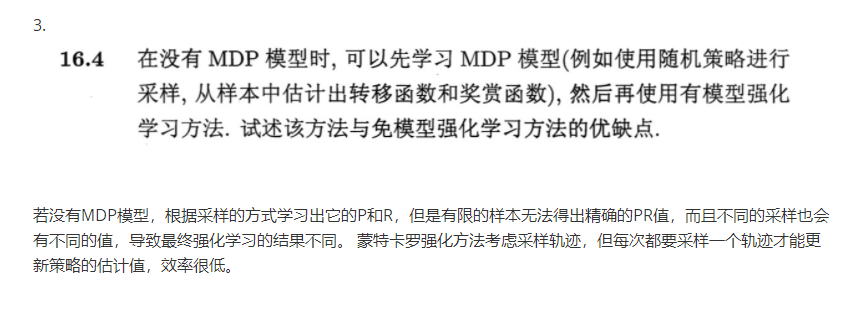 3.
16.4 在没有 MDP 模型时, 可以先学习 MDP 模型(例如使用随机策略进行
采样, 从样本中估计出转移函数和奖赏函数), 然后再使用有模型强化
学习方法. 试述该方法与免模型强化学习方法的优缺点.
若没有MDP模型，根据采样的方式学习出它的P和R，但是有限的样本无法得出精确的PR值，而且不同的采样也会
有不同的值，导致最终强化学习的结果不同。 蒙特卡罗强化方法考虑采样轨迹，但每次都要采样一个轨迹才能更
新策略的估计值，效率很低。